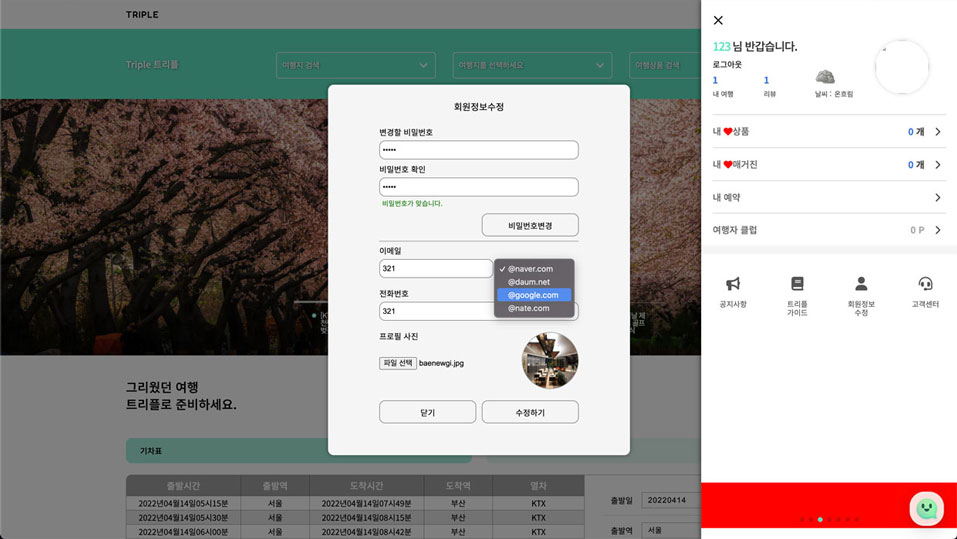 TRIPLE
Triple 트리플
여행지 검색
여행지를 선택하세요
여행상품 검색
회원정보수정
변경할 비밀번호
•••••
비밀번호 확인
•••••
비밀번호가 맞습니다.
비밀번호변경
이메일
321
✓ @naver.com
@daum.net
@google.com
@nate.com
전화번호
321
프로필 사진
파일 선택 baenewgi.jpg
닫기
수정하기
그리웠던 여행
트리플로 준비하세요.
기차표
출발시간 출발역 도착시간 도착역 열차
2022년04월14일05시15분 서울 2022년04월14일07시49분 부산 KTX
2022년04월14일05시30분 서울 2022년04월14일08시15분 부산 KTX
2022년04월14일06시00분 서울 2022년04월14일08시42분 부산 KTX
출발일 20220414
출발역 서울
123 님 반갑습니다.
로그아웃
1
내 여행
1
리뷰
날씨 : 온흐림
내 ❤상품 0 개
내 ❤매거진 0 개
내 예약
여행자 클럽 0 P
공지사항
트리플
가이드
회원정보
수정
고객센터